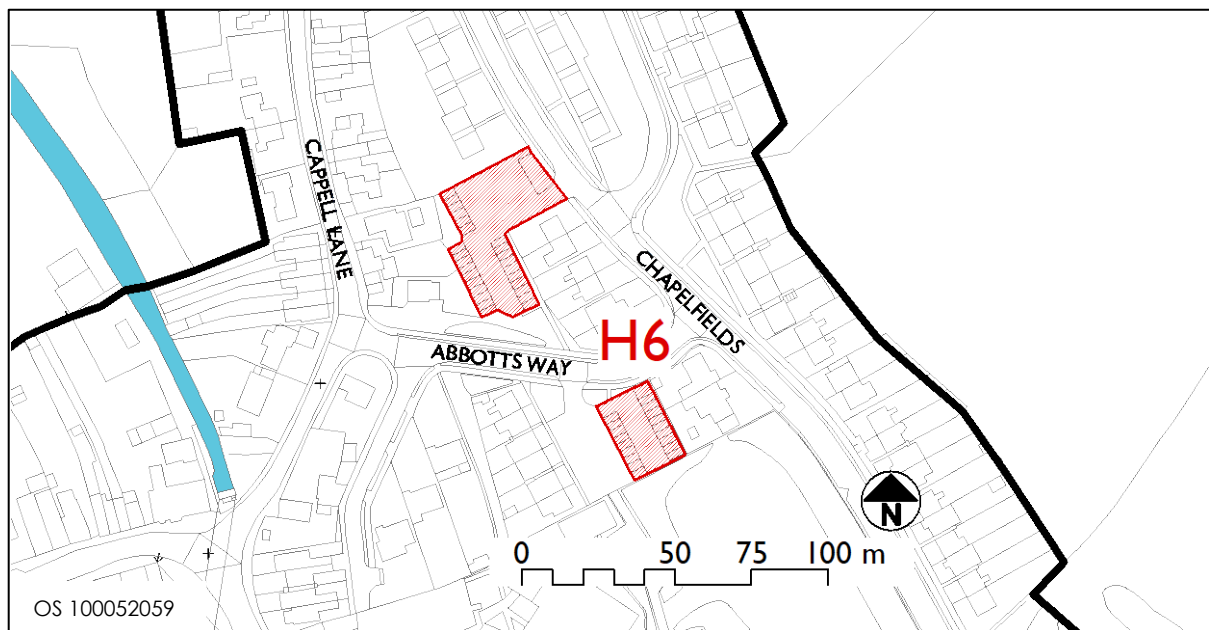 CAPPELL LANE
CHAPELFIELDS
H6
ABBOTTS WAY
N
0 50 75 100 m
OS 100052059